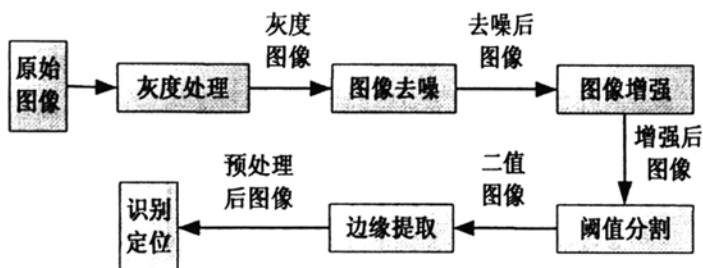 原始
图像
灰度处理
灰度
图像
图像去噪
去噪后
图像
图像增强
增强后
图像
阈值分割
二值
图像
边缘提取
预处理
后图像
识别
定位